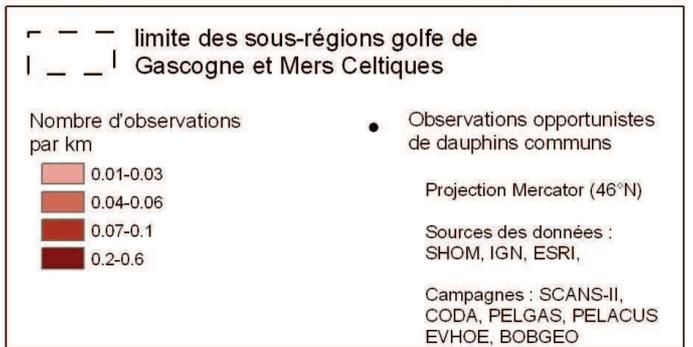 limite des sous-régions golfe de
Gascogne et Mers Celtiques
Nombre d'observations
par km
0.01-0.03
0.04-0.06
0.07-0.1
0.2-0.6
Observations opportunistes
de dauphins communs
Projection Mercator (46°N)
Sources des données :
SHOM, IGN, ESRI,
Campagnes : SCANS-II,
CODA, PELGAS, PELACUS
EVHOE, BOBGEO